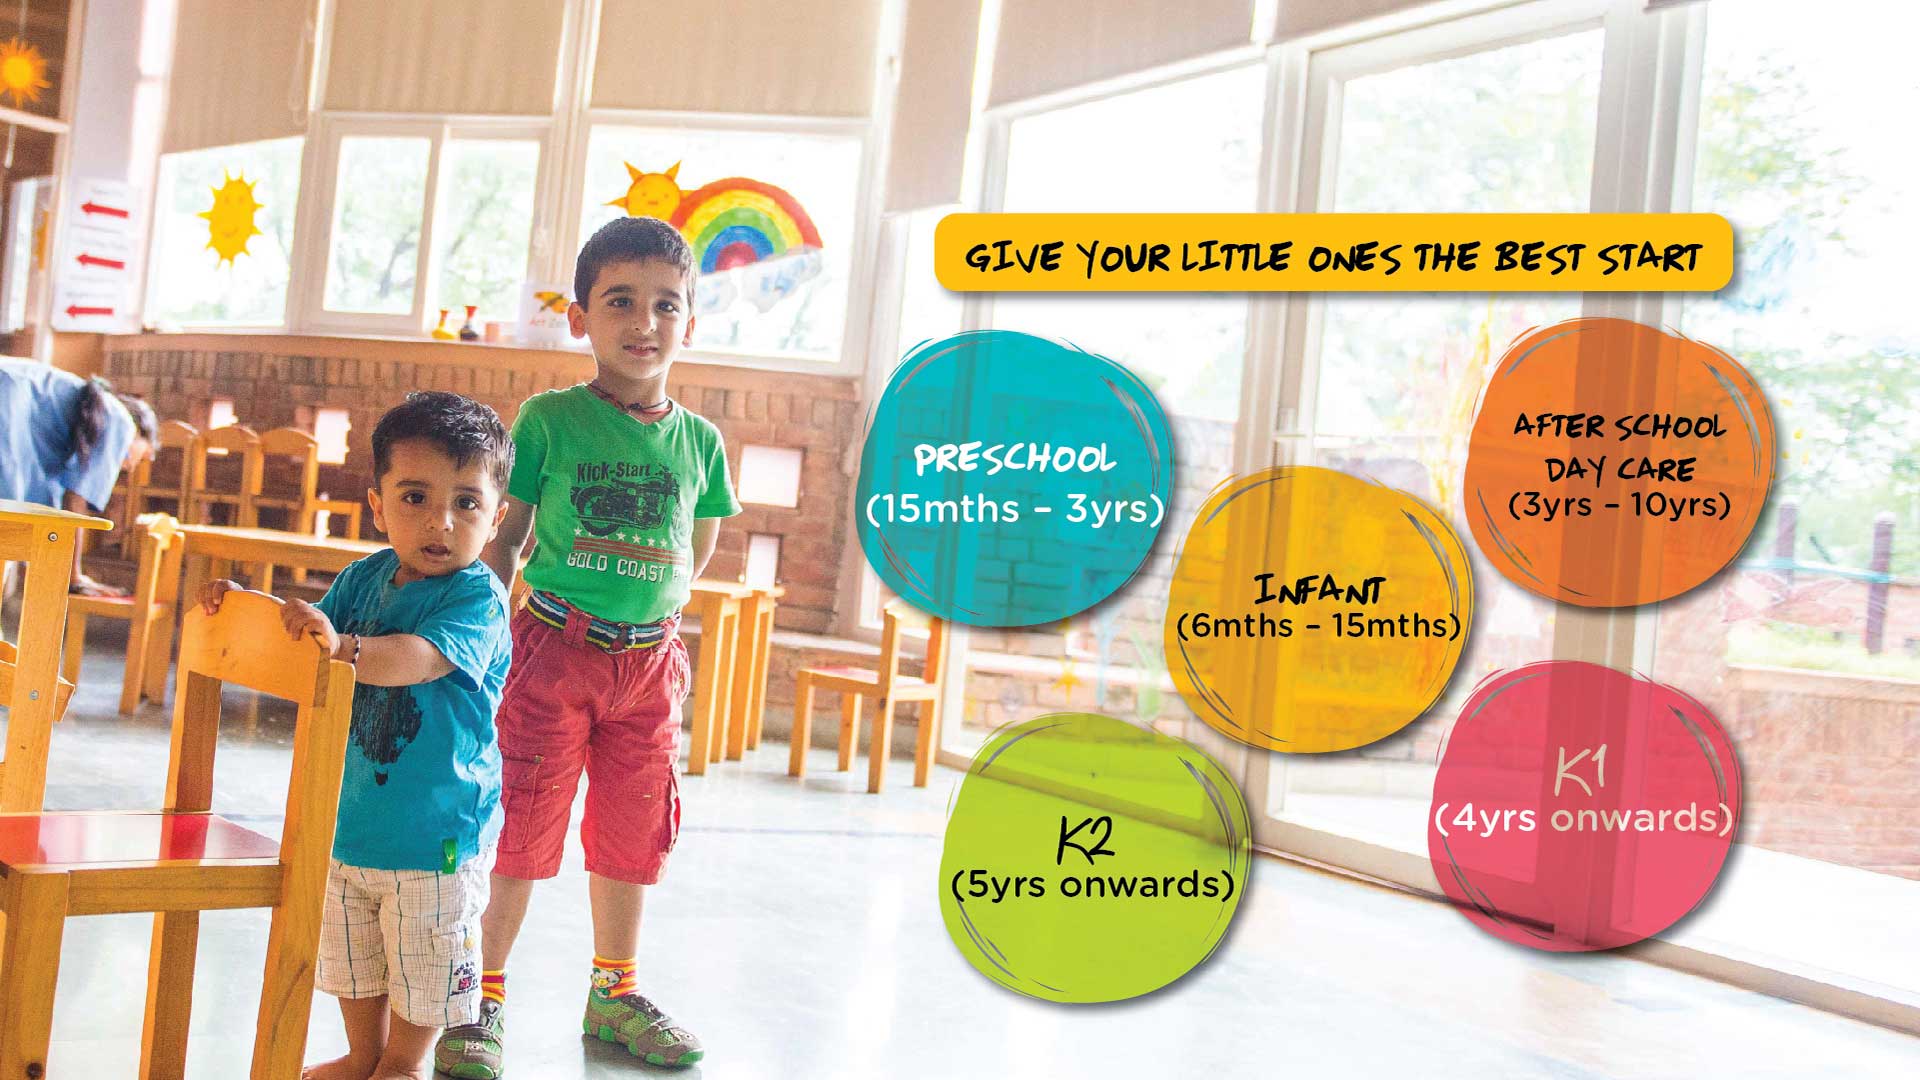 GIVE YOUR LITTLE ONES THE BEST START
PRESCHOOL
(15mths – 3yrs)
AFTER SCHOOL
DAY CARE
(3yrs – 10yrs)
INFANT
(6mths – 15mths)
K1
(4yrs onwards)
K2
(5yrs onwards)
Kick-Start
GOLD COAST
Art